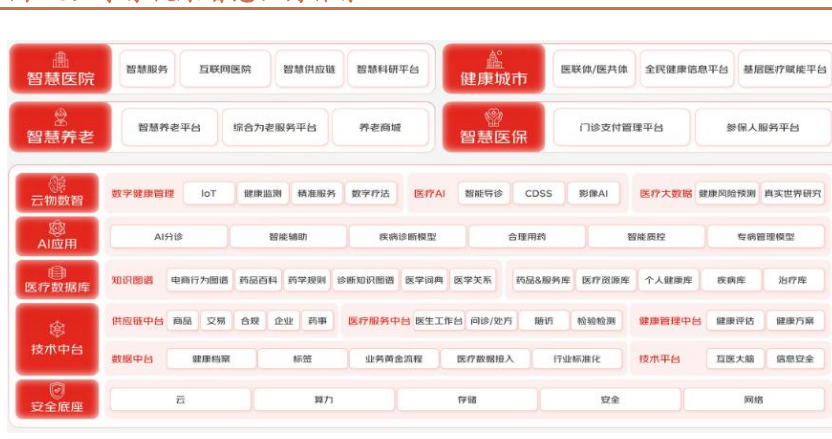 智慧医院 智慧服务 互联网医院 智慧供应链 智慧科研平台 健康城市 医联体/医共体 全民健康信息平台 基层医疗赋能平台
智慧养老 智慧养老平台 综合为老服务平台 养老商城 智慧医保 门诊支付管理平台 参保人服务平台
云物数智 数字健康管理 IoT 健康监测 精准服务 数字疗法 医疗AI 智能导诊 CDSS 影像AI 医疗大数据 健康风险预测 真实世界研究
AI应用 AI分诊 智能辅助 疾病诊断模型 合理用药 智能质控 专病管理模型
医疗数据库 知识图谱 电商行为图谱 药品百科 药学规则 诊断知识图谱 医学词典 医学关系 药品&服务库 医疗资源库 个人健康库 疾病库 治疗库
技术中台
供应链中台 商品 交易 合规 企业 药事 医疗服务中台 医生工作台 问诊/处方 随访 检验检测 健康管理中台 健康评估 健康方案
数据中台 健康档案 标签 业务黄金流程 医疗数据接入 行业标准化 技术平台 互医大脑 信息安全
安全底座 云 算力 存储 安全 网络